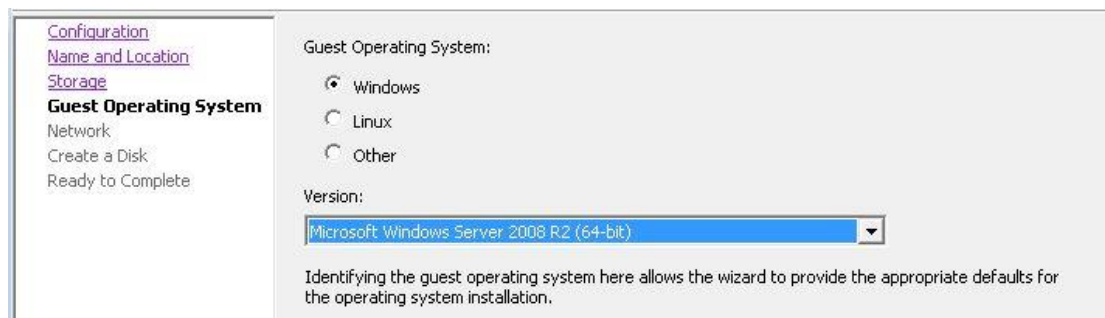 Configuration
Name and Location
Storage
Guest Operating System
Network
Create a Disk
Ready to Complete
Guest Operating System:
Windows
Linux
Other
Version:
Microsoft Windows Server 2008 R2 (64-bit)
Identifying the guest operating system here allows the wizard to provide the appropriate defaults for
the operating system installation.